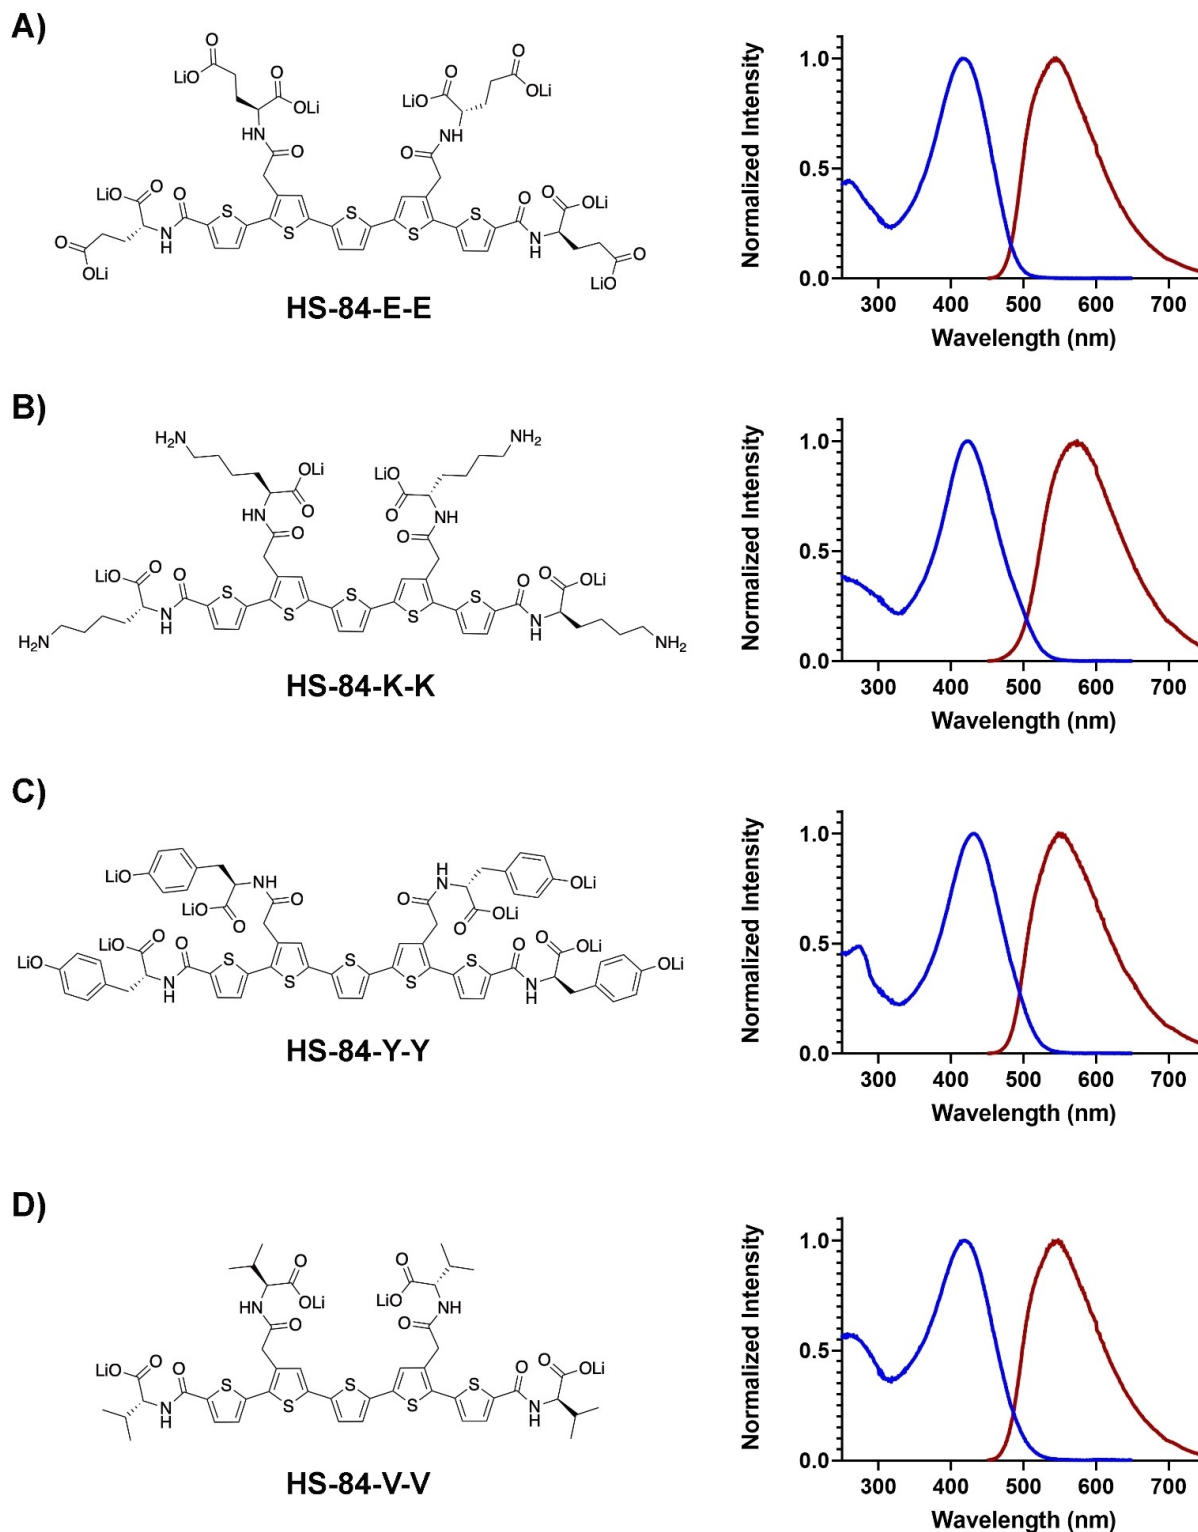 A)
O
LiO
O
OLi
HN
O
O
LiO
O
OLi
NH
O
LiO
O
O
OLi
N
H
O
S
S
S
S
S
O
N
H
O
OLi
O
LiO
HS-84-E-E
Normalized Intensity
1.0
0.5
0.0
300 400 500 600 700
Wavelength (nm)
B)
H₂N
OLi
O
HN
O
NH₂
LiO
O
NH
O
LiO
O
H₂N
N
H
O
S
S
S
S
S
O
N
H
O
OLi
NH₂
HS-84-K-K
Normalized Intensity
1.0
0.5
0.0
300 400 500 600 700
Wavelength (nm)
C)
LiO
NH
LiO
O
O
H
N
OLi
O
O
OLi
LiO
LiO
O
N
H
O
S
S
S
S
S
O
N
H
O
OLi
OLi
HS-84-Y-Y
Normalized Intensity
1.0
0.5
0.0
300 400 500 600 700
Wavelength (nm)
D)
O
OLi
HN
O
O
LiO
NH
O
LiO
O
N
H
O
S
S
S
S
S
O
N
H
O
OLi
HS-84-V-V
Normalized Intensity
1.0
0.5
0.0
300 400 500 600 700
Wavelength (nm)